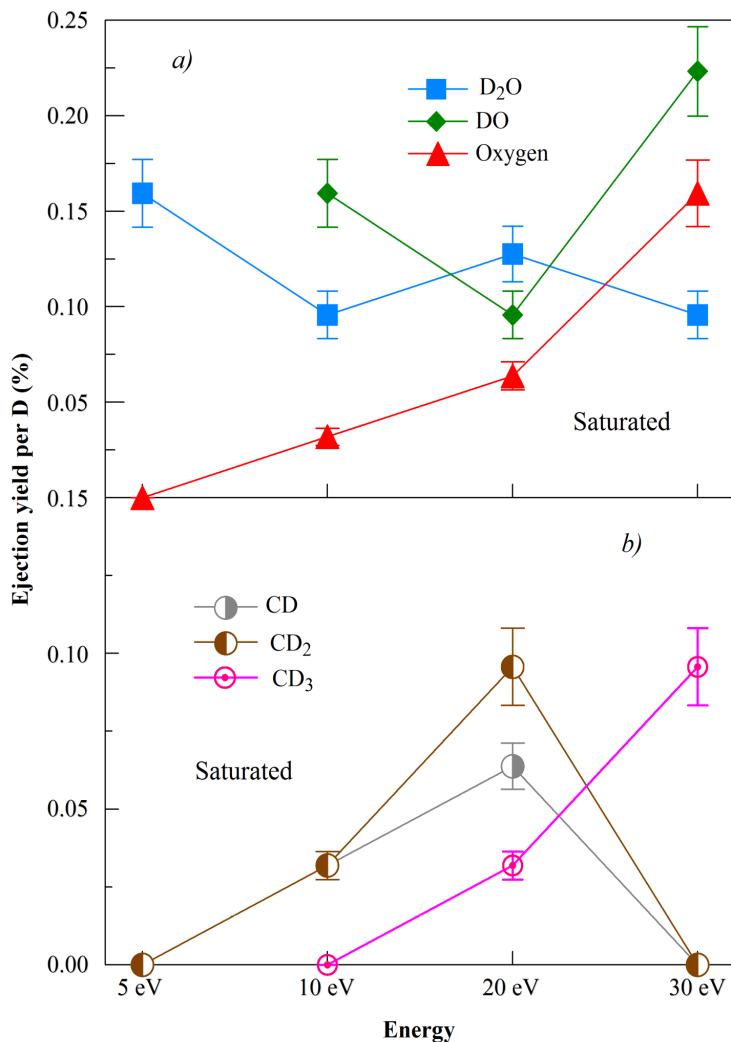 Ejection yield per D (%)
0.25
a)
D₂O
0.20
DO
Oxygen
0.15
0.10
0.05
Saturated
0.15
b)
CD
CD₂
0.10
CD₃
Saturated
0.05
0.00
5 eV 10 eV 20 eV 30 eV
Energy